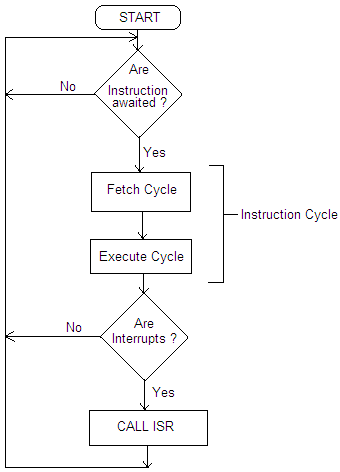 START
Are
Instruction
awaited ?
No
Yes
Fetch Cycle
Instruction Cycle
Execute Cycle
Are
Interrupts ?
No
Yes
CALL ISR